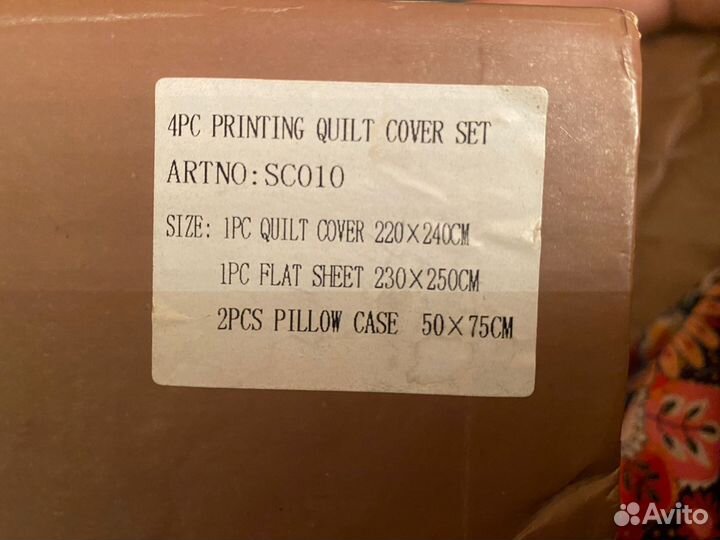 4PC PRINTING QUILT COVER SET
ARTNO:SC010
SIZE: 1PC QUILT COVER 220×240CM
1PC FLAT SHEET 230×250CM
2PCS PILLOW CASE 50×75CM
Avito